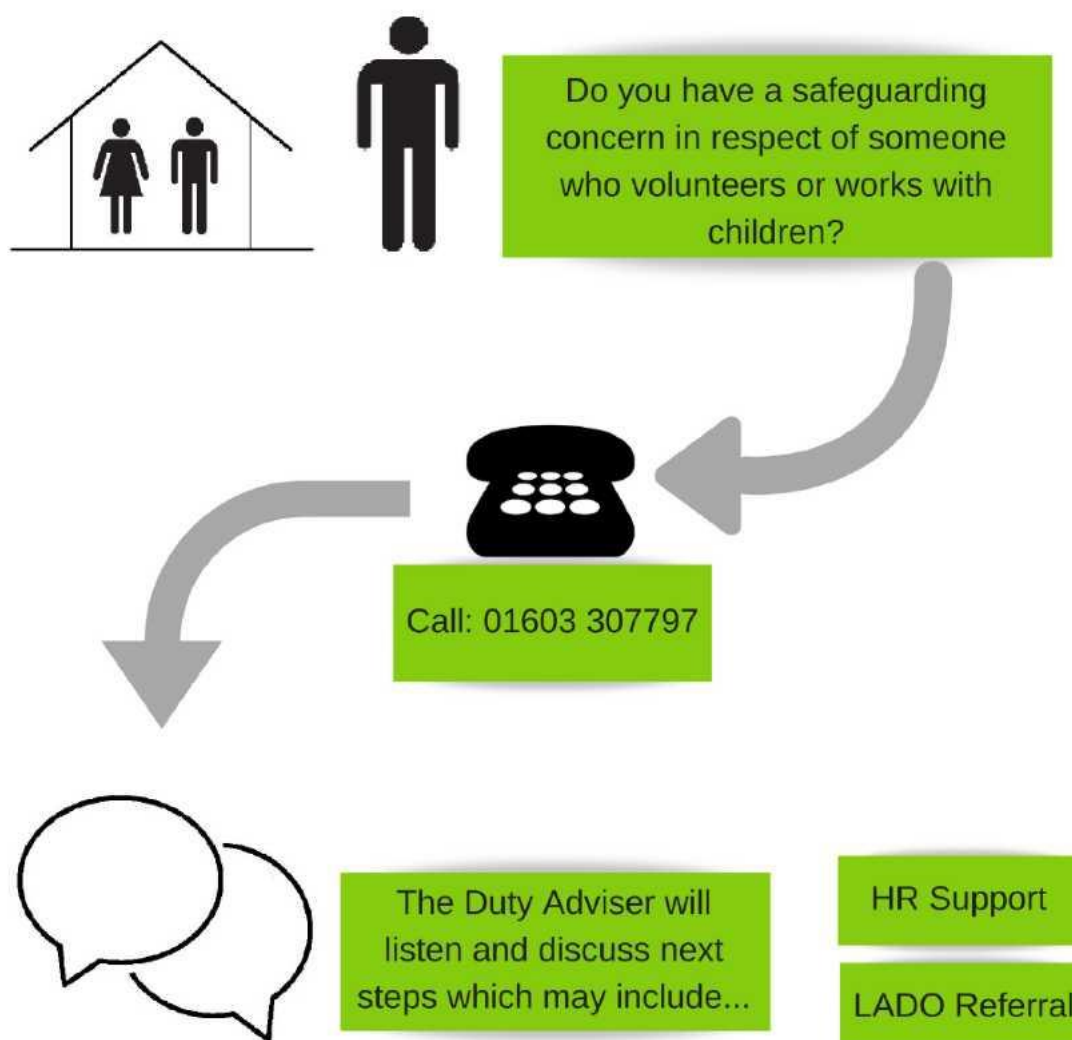 Do you have a safeguarding
concern in respect of someone
who volunteers or works with
children?
Call: 01603 307797
The Duty Adviser will
listen and discuss next
steps which may include...
HR Support
LADO Referral